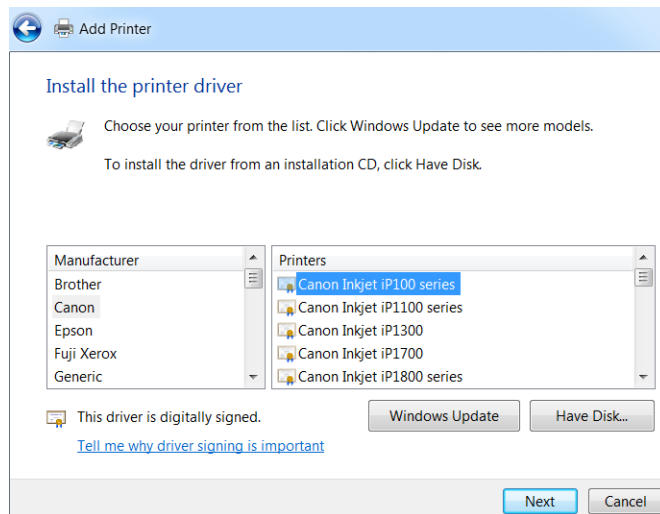 Add Printer
Install the printer driver
Choose your printer from the list. Click Windows Update to see more models.
To install the driver from an installation CD, click Have Disk.
Manufacturer
Brother
Canon
Epson
Fuji Xerox
Generic
Printers
Canon Inkjet iP100 series
Canon Inkjet iP1100 series
Canon Inkjet iP1300
Canon Inkjet iP1700
Canon Inkjet iP1800 series
This driver is digitally signed.
Tell me why driver signing is important
Windows Update
Have Disk...
Next
Cancel